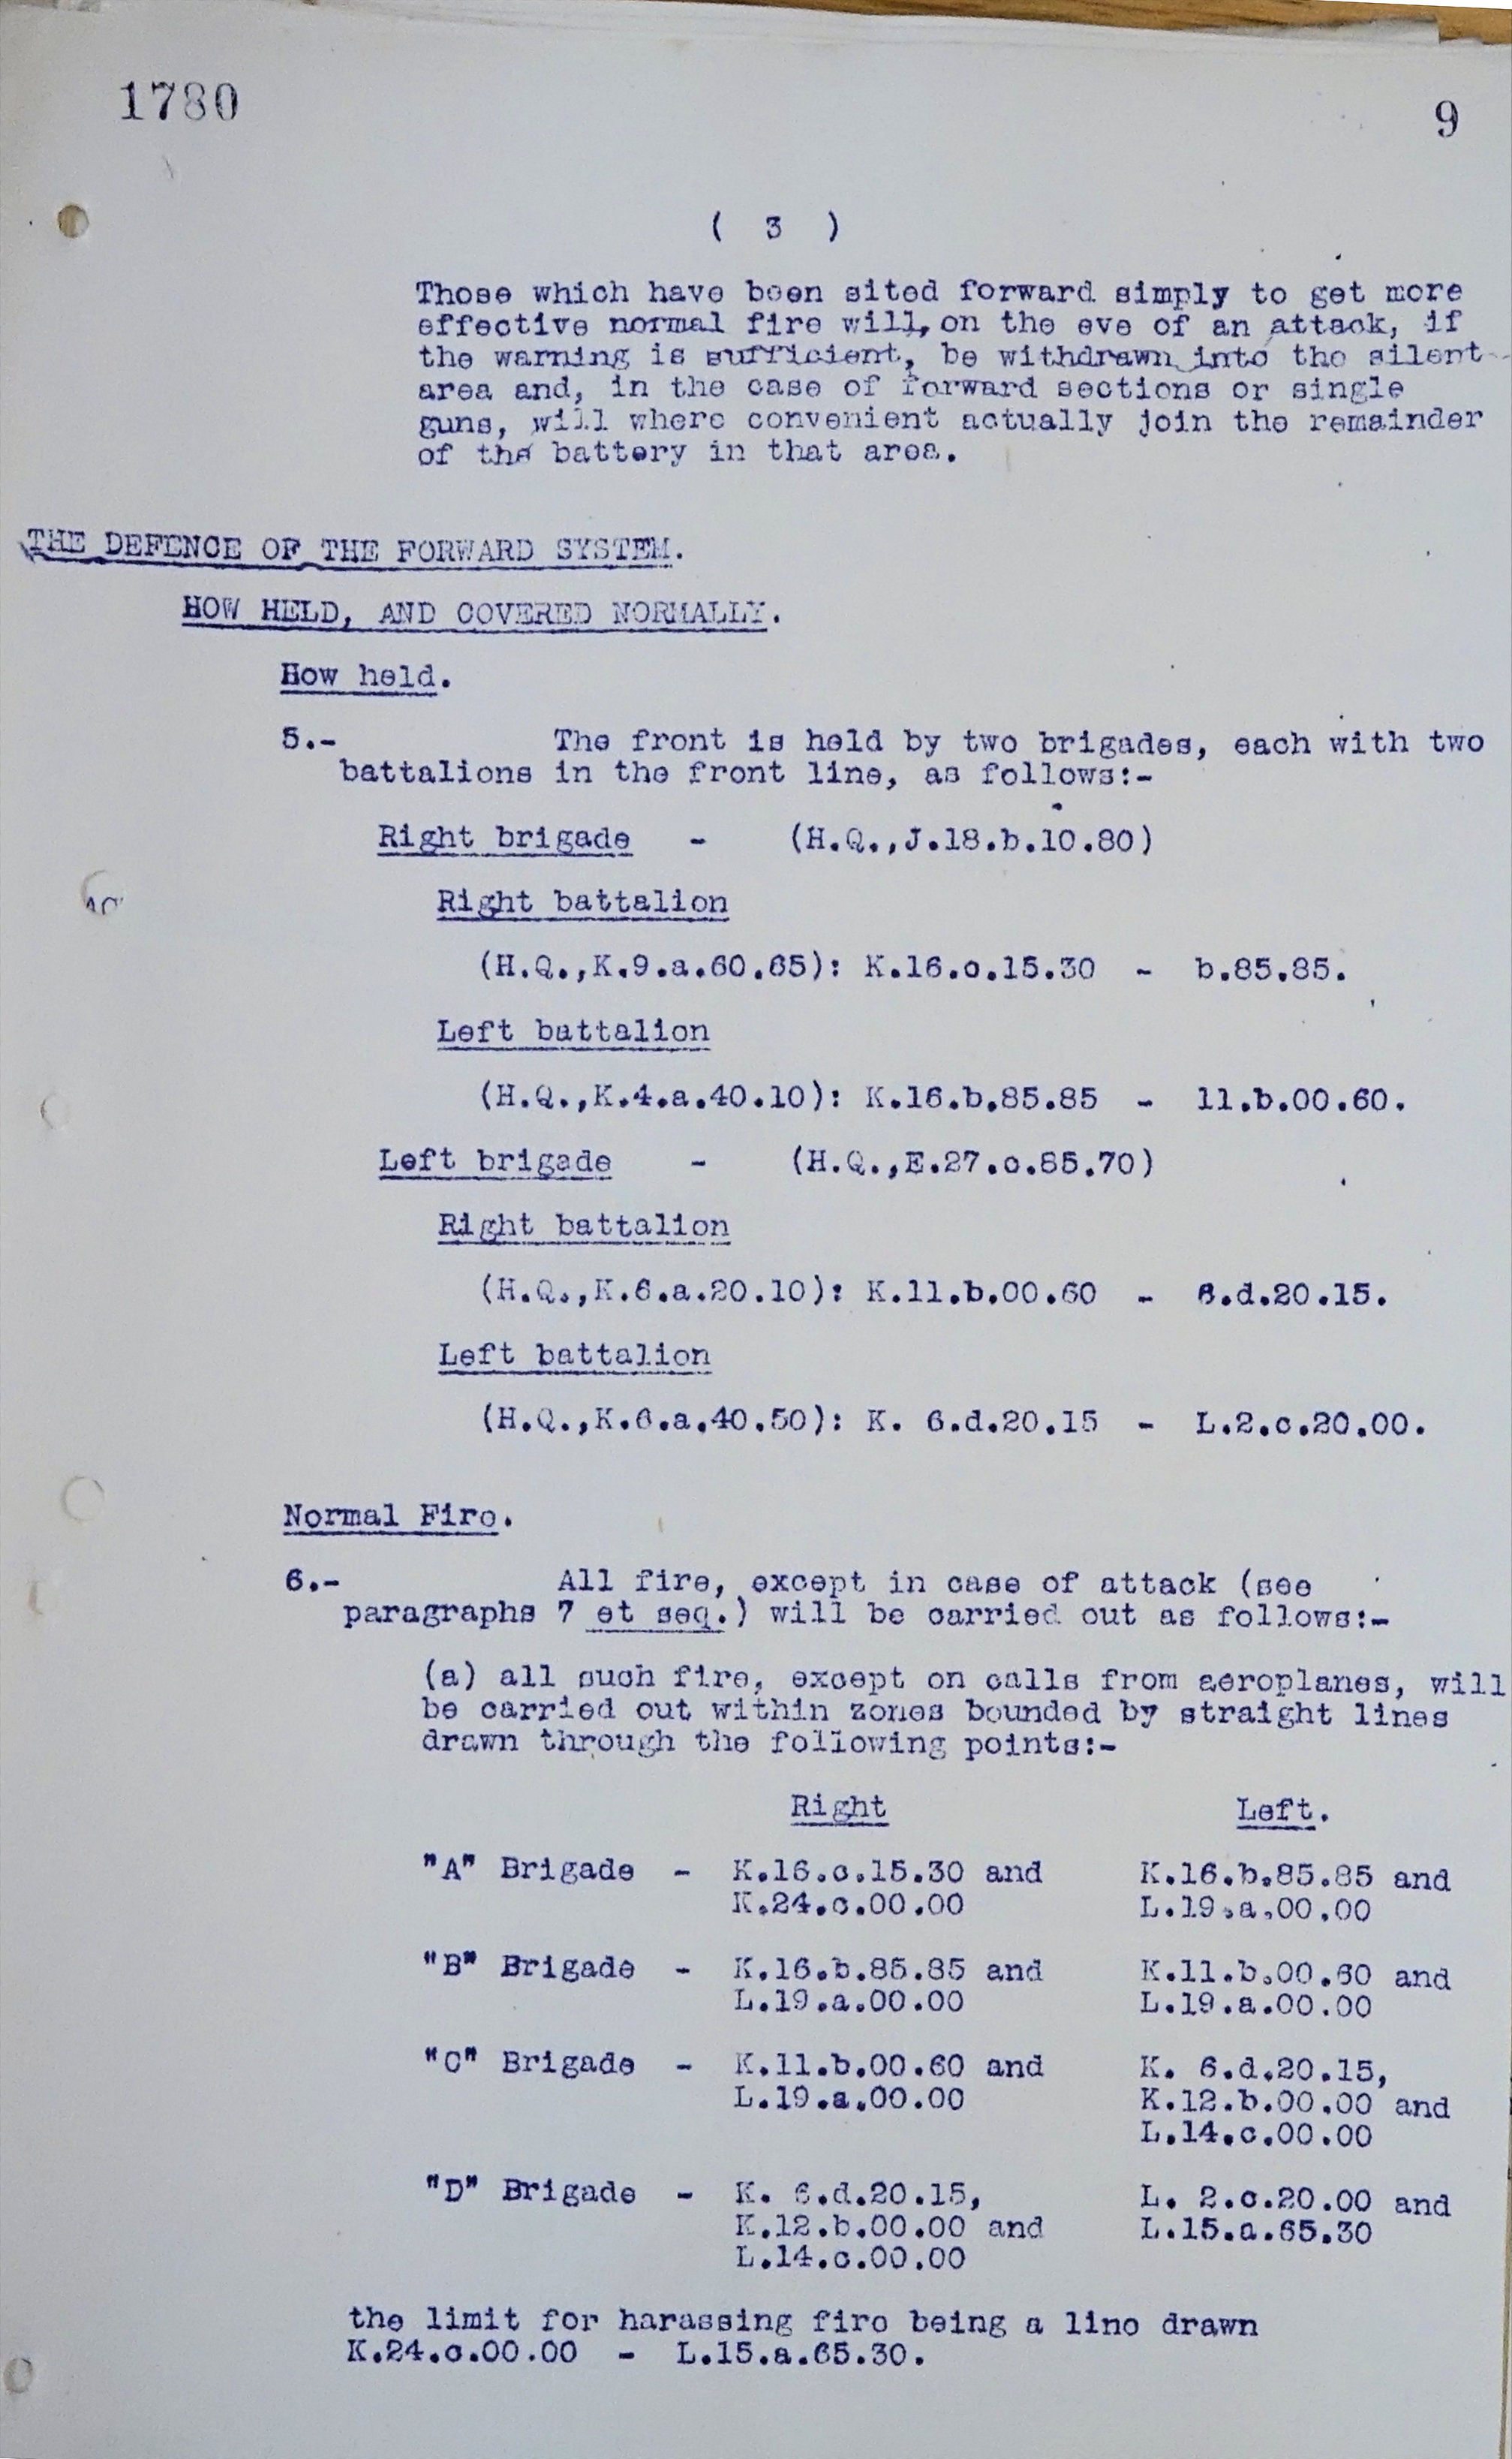 1780
9
( 3 )
Those which have been sited forward simply to get more
effective normal fire will, on the eve of an attack, if
the warning is sufficient, be withdrawn into the silent
area and, in the case of forward sections or single
guns, will where convenient actually join the remainder
of the battery in that area.
THE DEFENCE OF THE FORWARD SYSTEM.
HOW HELD, AND COVERED NORMALLY.
How held.
5.- The front is held by two brigades, each with two
battalions in the front line, as follows:-
Right brigade - (H.Q.,J.18.b.10.80)
Right battalion
(H.Q.,K.9.a.60.65): K.16.c.15.30 - b.85.85.
Left battalion
(H.Q.,K.4.a.40.10): K.16.b.85.85 - 11.b.00.60.
Left brigade - (H.Q.,E.27.c.85.70)
Right battalion
(H.Q.,K.6.a.20.10): K.11.b.00.60 - 6.d.20.15.
Left battalion
(H.Q.,K.6.a.40.50): K. 6.d.20.15 - L.2.c.20.00.
Normal Fire.
6.- All fire, except in case of attack (see
paragraphs 7 et seq.) will be carried out as follows:-
(a) all such fire, except on calls from aeroplanes, will
be carried out within zones bounded by straight lines
drawn through the following points:-
Right Left.
"A" Brigade - K.16.c.15.30 and K.16.b.85.85 and
K.24.c.00.00 L.19.a.00.00
"B" Brigade - K.16.b.85.85 and K.11.b.00.60 and
L.19.a.00.00 L.19.a.00.00
"C" Brigade - K.11.b.00.60 and K. 6.d.20.15,
L.19.a.00.00 K.12.b.00.00 and
L.14.c.00.00
"D" Brigade - K. 6.d.20.15, L. 2.c.20.00 and
K.12.b.00.00 and L.15.a.65.30
L.14.c.00.00
the limit for harassing fire being a line drawn
K.24.c.00.00 - L.15.a.65.30.